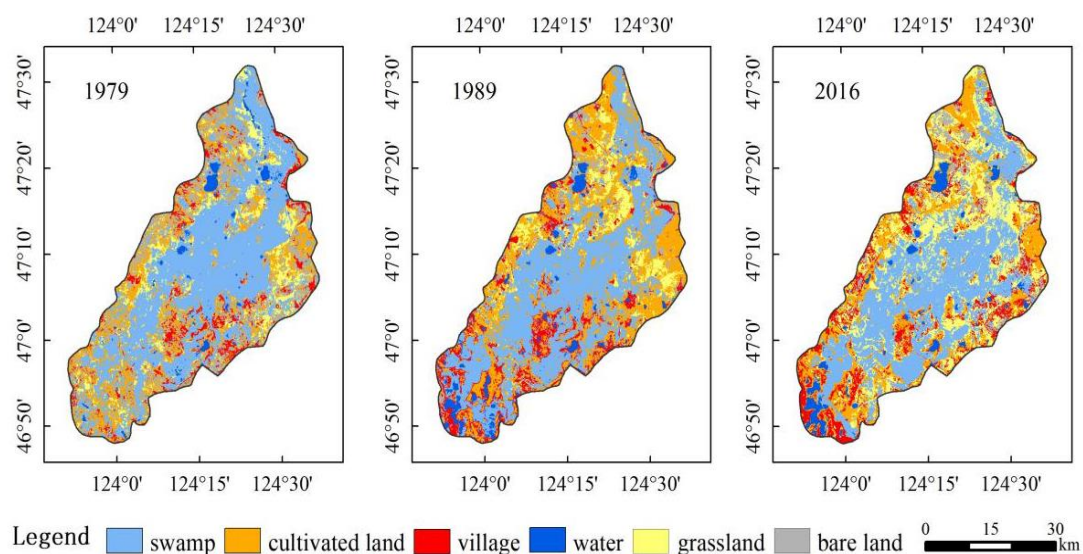 124°0' 124°15' 124°30' 124°0' 124°15' 124°30' 124°0' 124°15' 124°30'
1979 1989 2016
47°30' 47°20' 47°10' 47°0' 46°50'
47°30' 47°20' 47°10' 47°0' 46°50'
47°30' 47°20' 47°10' 47°0' 46°50'
124°0' 124°15' 124°30' 124°0' 124°15' 124°30' 124°0' 124°15' 124°30'
Legend swamp cultivated land village water grassland bare land
0 15 30
km